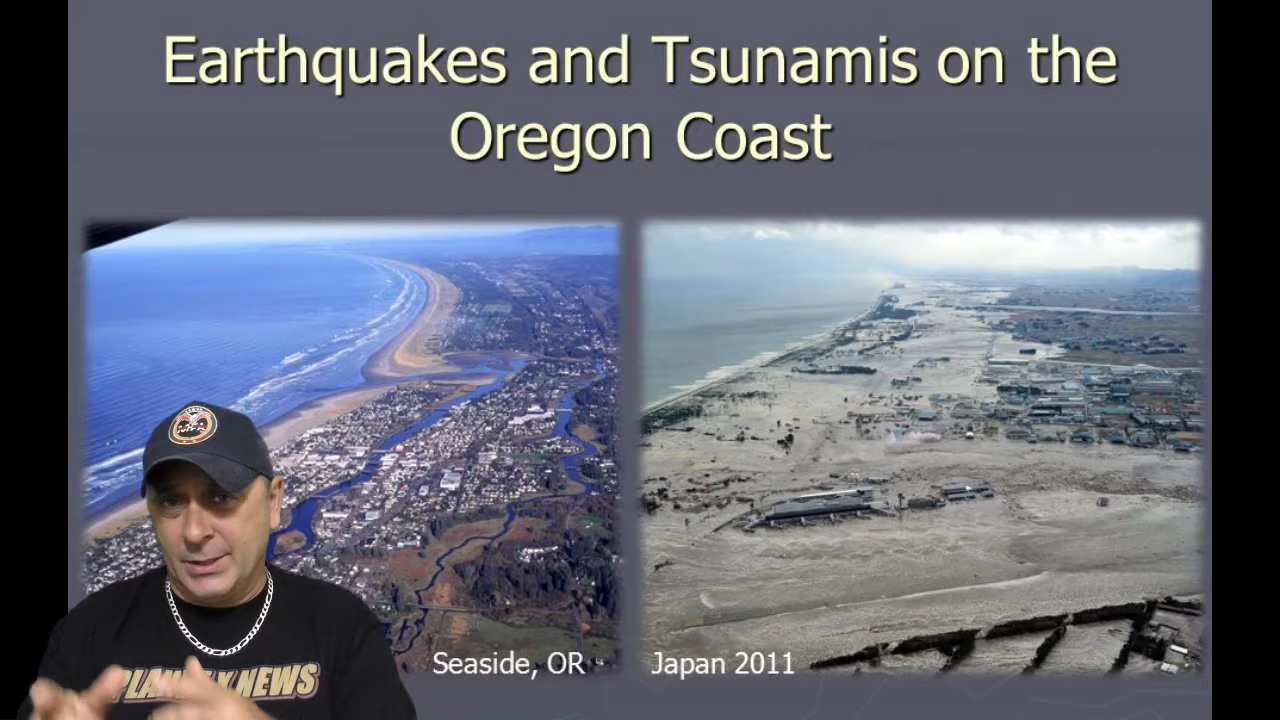 Earthquakes and Tsunamis on the
Oregon Coast
Seaside, OR
Japan 2011
NEWS